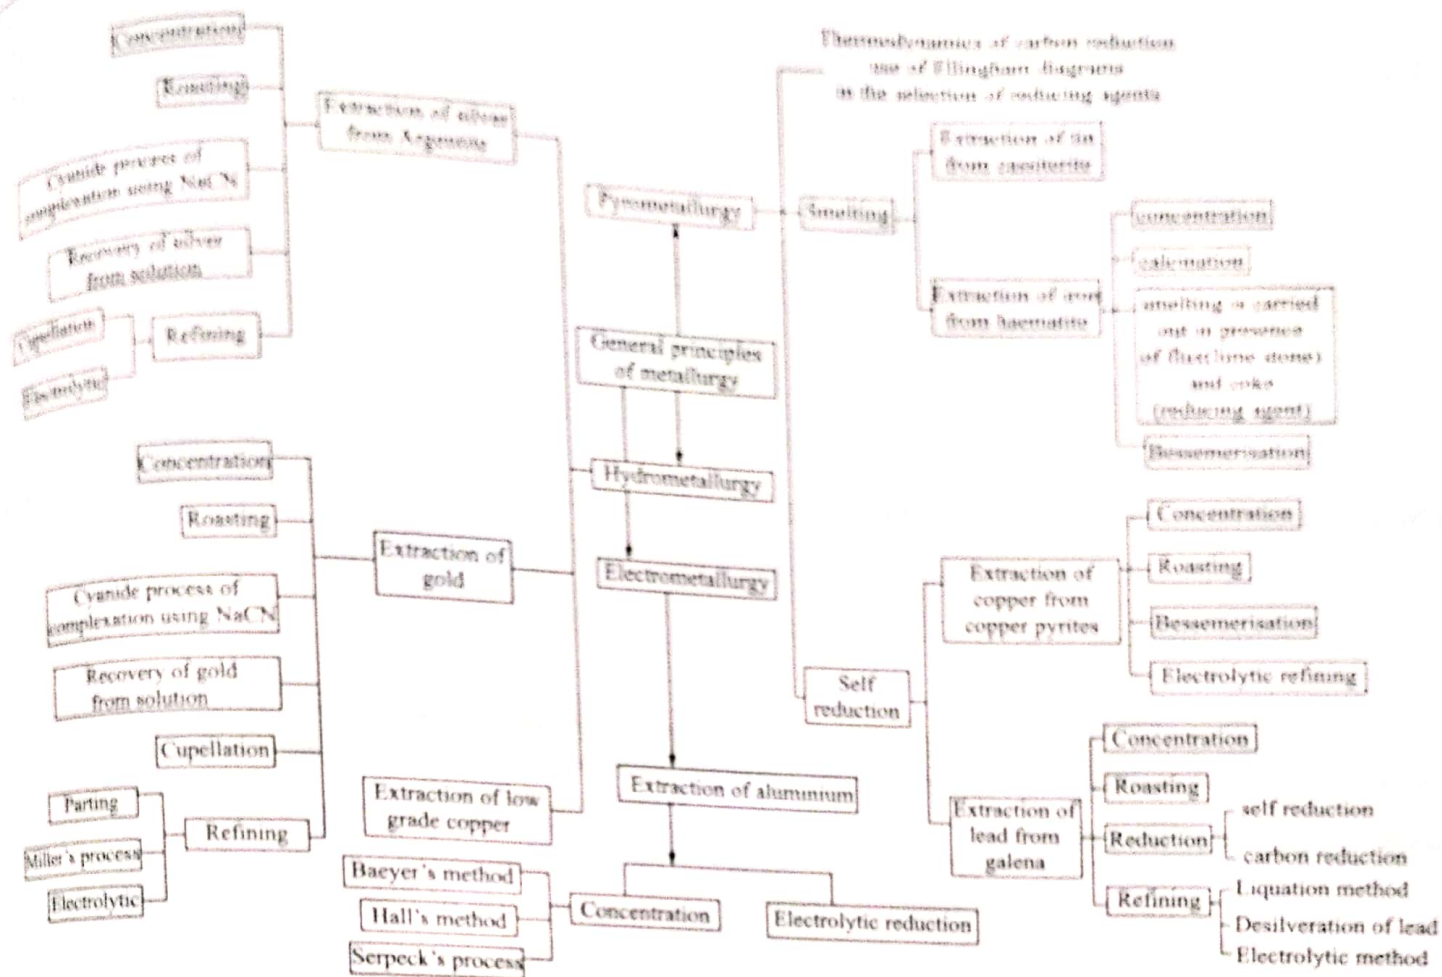 Concentration
Roasting
Extraction of silver
from Argentite
Cyanide process of
complexation using NaCN
Recovery of silver
from solution
Refining
Cupellation
Electrolytic
Thermodynamics of carbon reduction
use of Ellingham diagrams
in the selection of reducing agents
Pyrometallurgy
Smelting
Extraction of tin
from cassiterite
Extraction of iron
from haematite
concentration
calcination
smelting is carried
out in presence
of flux(lime stone)
and coke
(reducing agent)
Bessemerisation
General principles
of metallurgy
Hydrometallurgy
Electrometallurgy
Concentration
Roasting
Extraction of
gold
Cyanide process of
complexation using NaCN
Recovery of gold
from solution
Cupellation
Refining
Parting
Miller's process
Electrolytic
Extraction of low
grade copper
Extraction of aluminium
Concentration
Electrolytic reduction
Baeyer's method
Hall's method
Serpeck's process
Self
reduction
Extraction of
copper from
copper pyrites
Concentration
Roasting
Bessemerisation
Electrolytic refining
Extraction of
lead from
galena
Concentration
Roasting
Reduction
self reduction
carbon reduction
Refining
Liquation method
Desilveration of lead
Electrolytic method